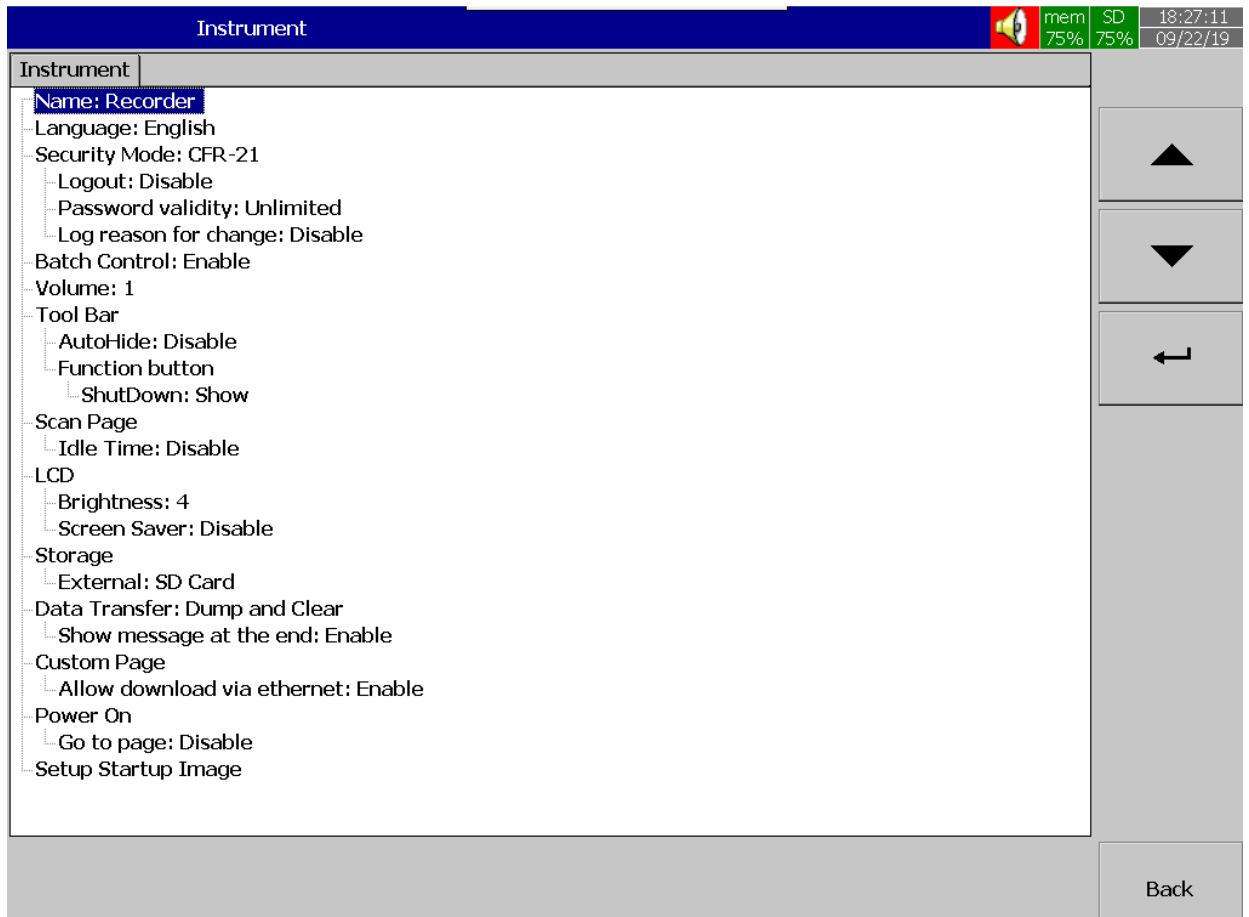 Instrument
mem
75%
SD
75%
18:27:11
09/22/19
Instrument
Name: Recorder
Language: English
Security Mode: CFR-21
Logout: Disable
Password validity: Unlimited
Log reason for change: Disable
Batch Control: Enable
Volume: 1
Tool Bar
AutoHide: Disable
Function button
ShutDown: Show
Scan Page
Idle Time: Disable
LCD
Brightness: 4
Screen Saver: Disable
Storage
External: SD Card
Data Transfer: Dump and Clear
Show message at the end: Enable
Custom Page
Allow download via ethernet: Enable
Power On
Go to page: Disable
Setup Startup Image
Back